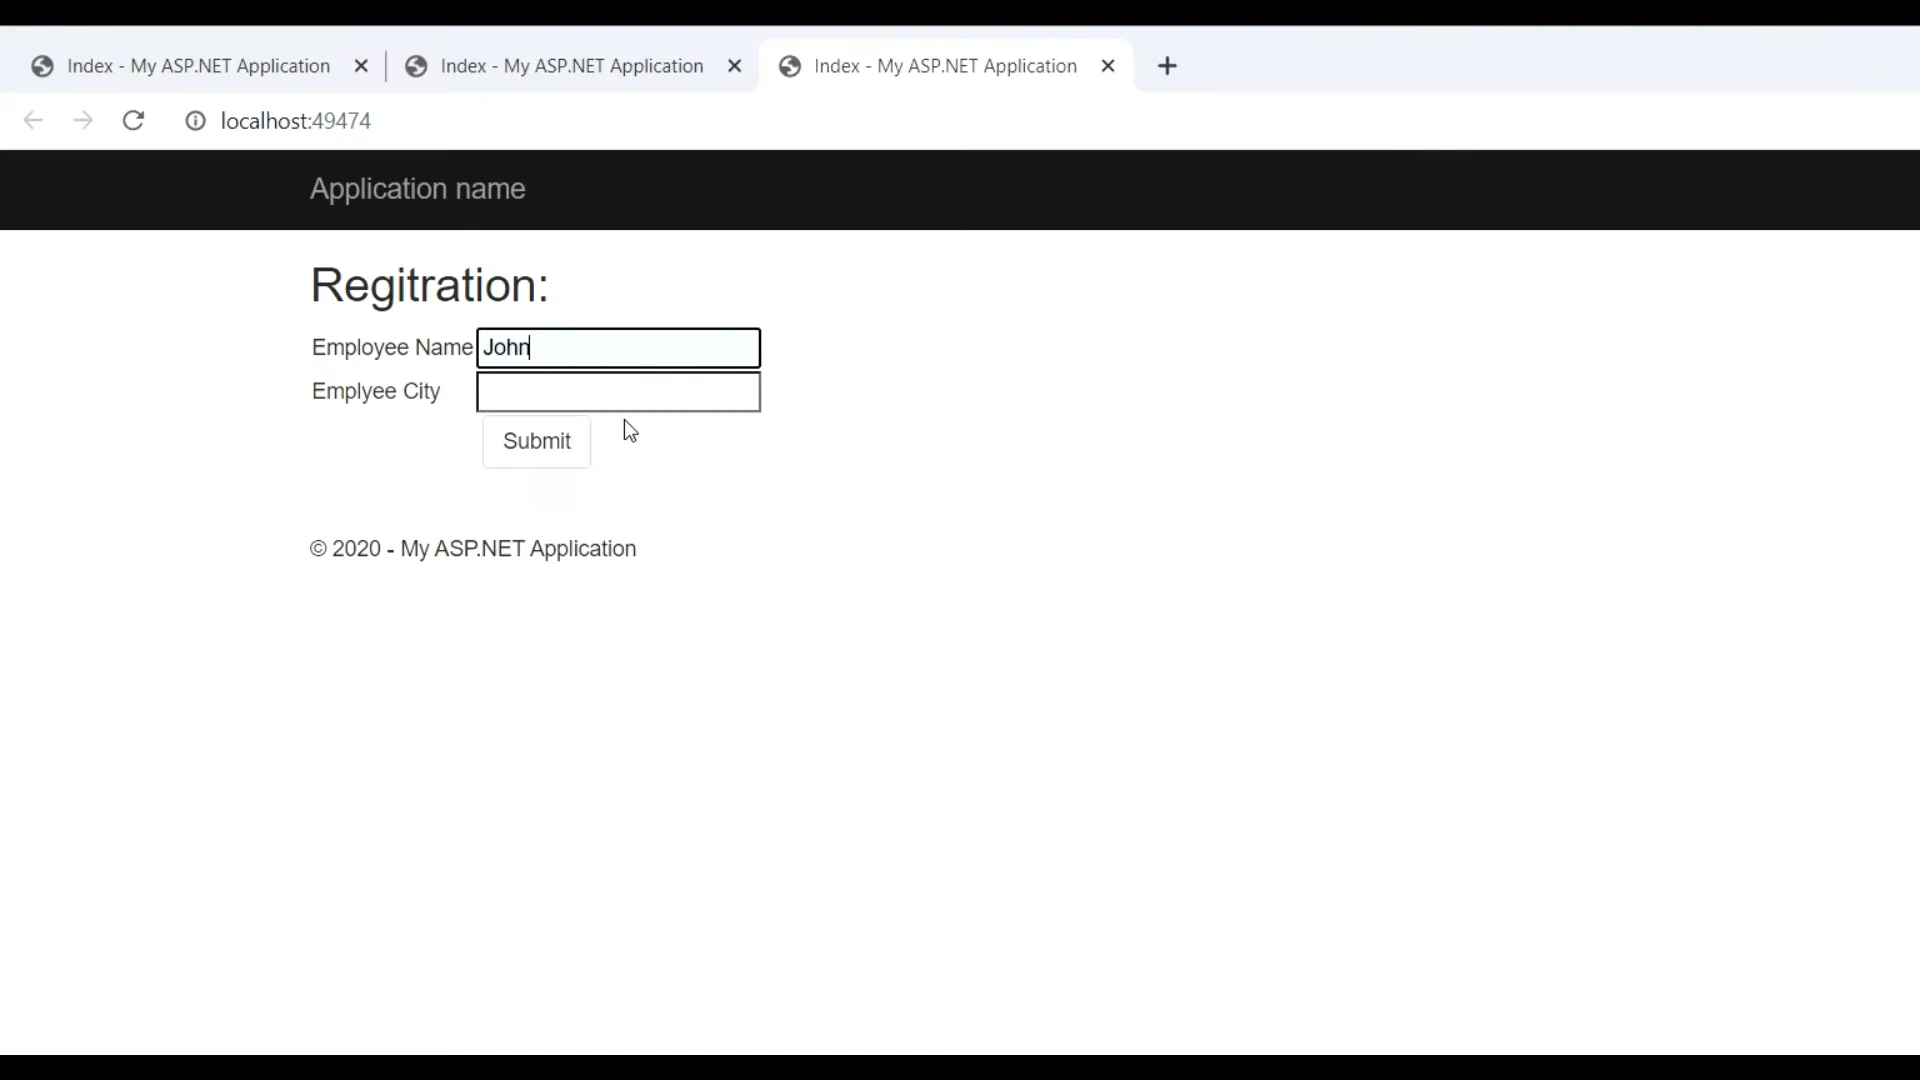 Index - My ASP.NET Application Index - My ASP.NET Application Index - My ASP.NET Application
localhost:49474
Application name
Regitration:
Employee Name John
Emplyee City
Submit
© 2020 - My ASP.NET Application